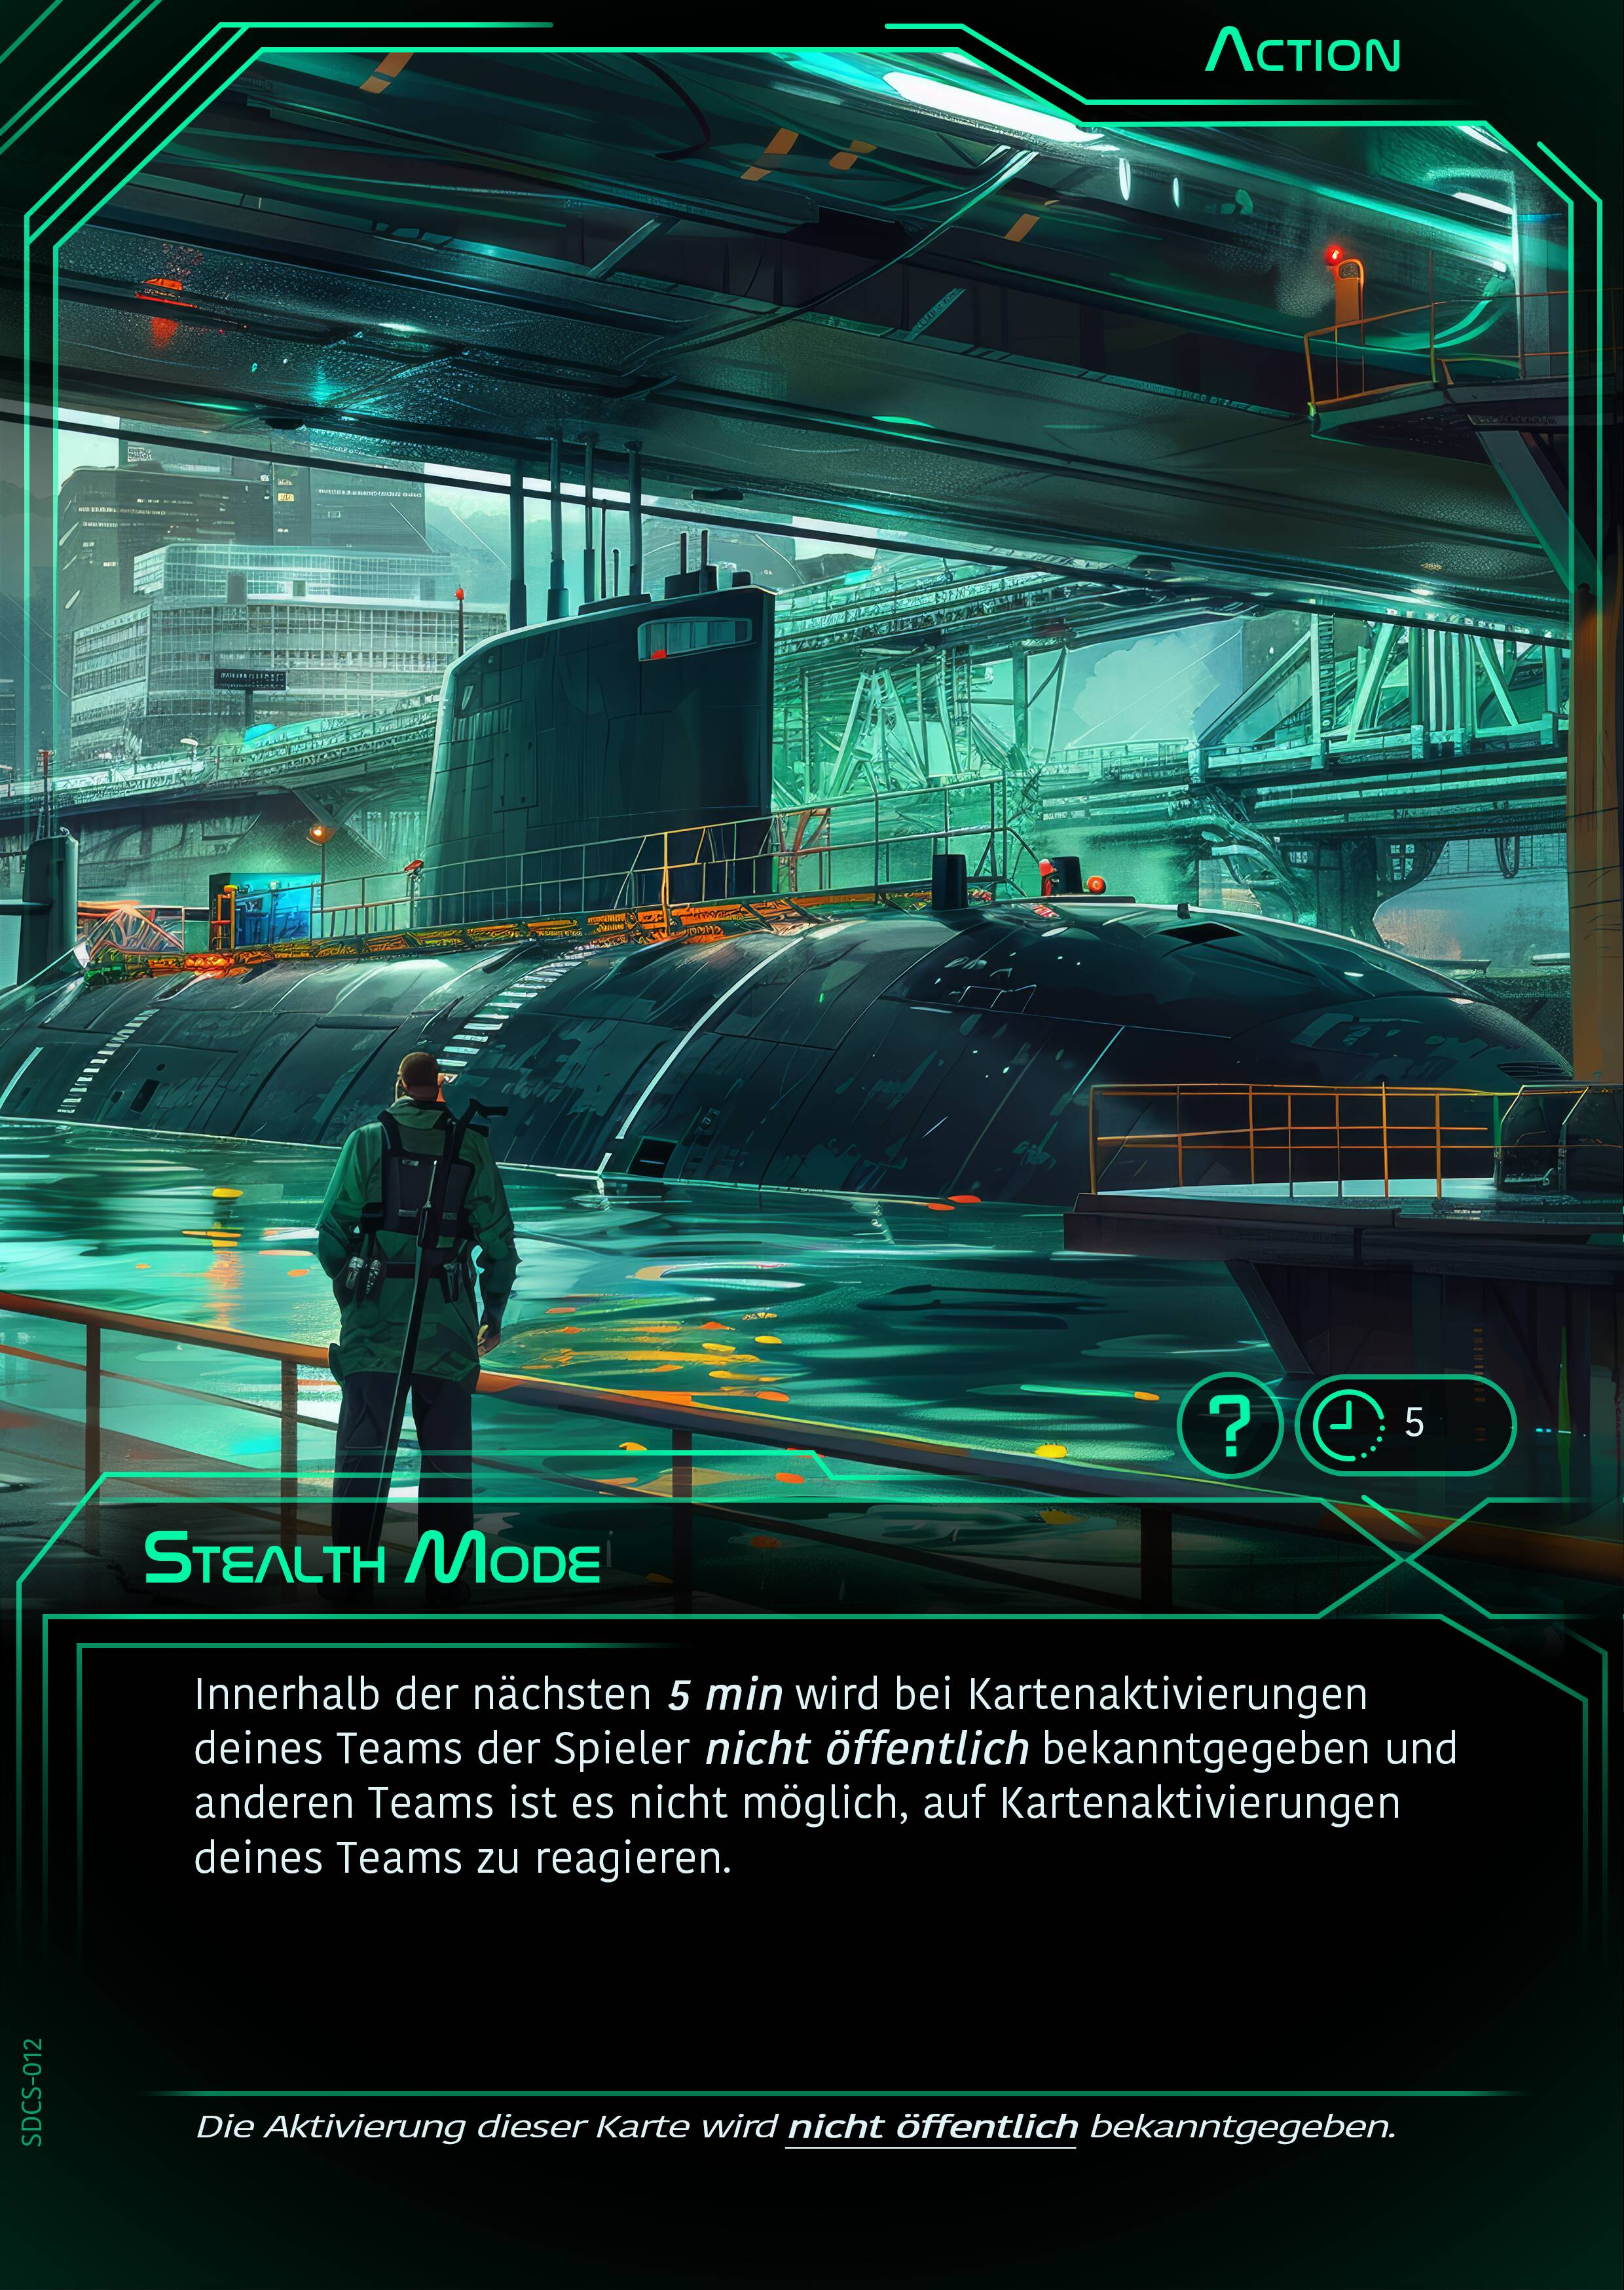 Action
? 5
Stealth Mode
Innerhalb der nächsten 5 min wird bei Kartenaktivierungen
deines Teams der Spieler nicht öffentlich bekanntgegeben und
anderen Teams ist es nicht möglich, auf Kartenaktivierungen
deines Teams zu reagieren.
SDCS-012
Die Aktivierung dieser Karte wird nicht öffentlich bekanntgegeben.